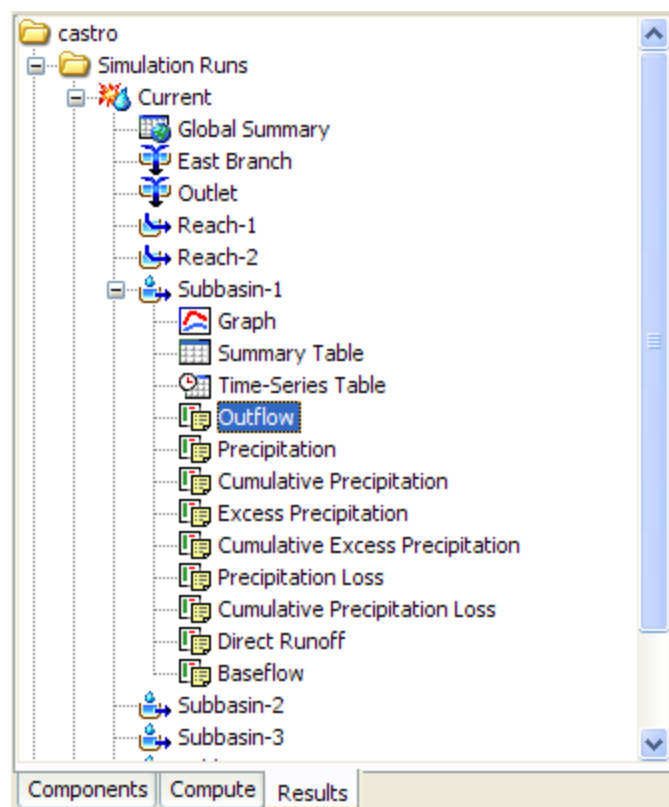 castro
Simulation Runs
Current
Global Summary
East Branch
Outlet
Reach-1
Reach-2
Subbasin-1
Graph
Summary Table
Time-Series Table
Outflow
Precipitation
Cumulative Precipitation
Excess Precipitation
Cumulative Excess Precipitation
Precipitation Loss
Cumulative Precipitation Loss
Direct Runoff
Baseflow
Subbasin-2
Subbasin-3
Components Compute Results